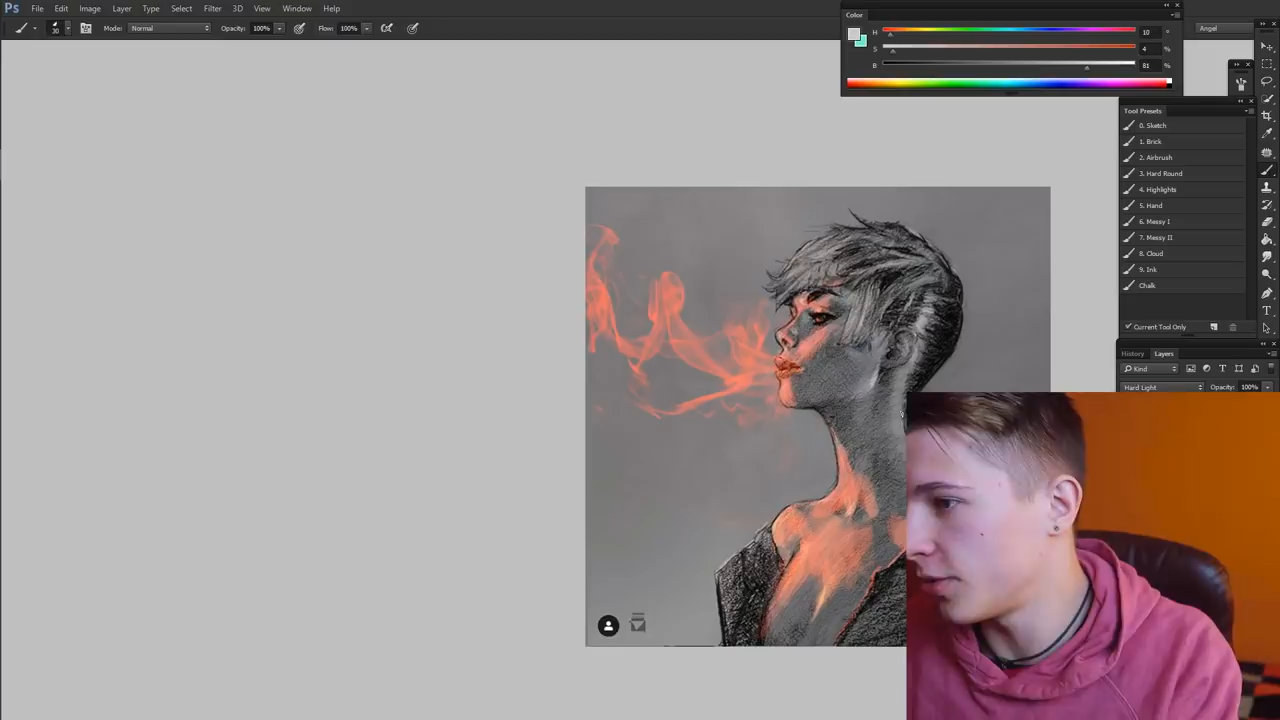 Ps File Edit Image Layer Type Select Filter 3D View Window Help
30 Mode: Normal Opacity: 100% Flow: 100% Angel
Color
H 10 °
S 4 %
B 81 %
Tool Presets
0. Sketch
1. Brick
2. Airbrush
3. Hard Round
4. Highlights
5. Hand
6. Messy I
7. Messy II
8. Cloud
9. Ink
Chalk
Current Tool Only
History Layers
Kind
Hard Light Opacity: 100%